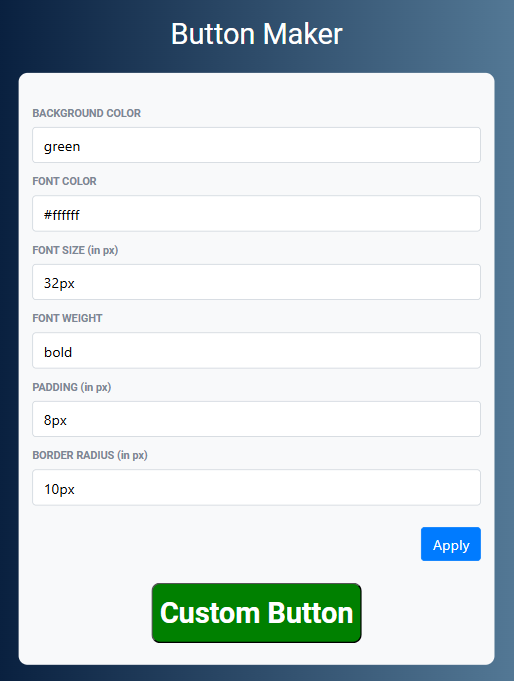 Button Maker
BACKGROUND COLOR
green
FONT COLOR
#ffffff
FONT SIZE (in px)
32px
FONT WEIGHT
bold
PADDING (in px)
8px
BORDER RADIUS (in px)
10px
Apply
Custom Button